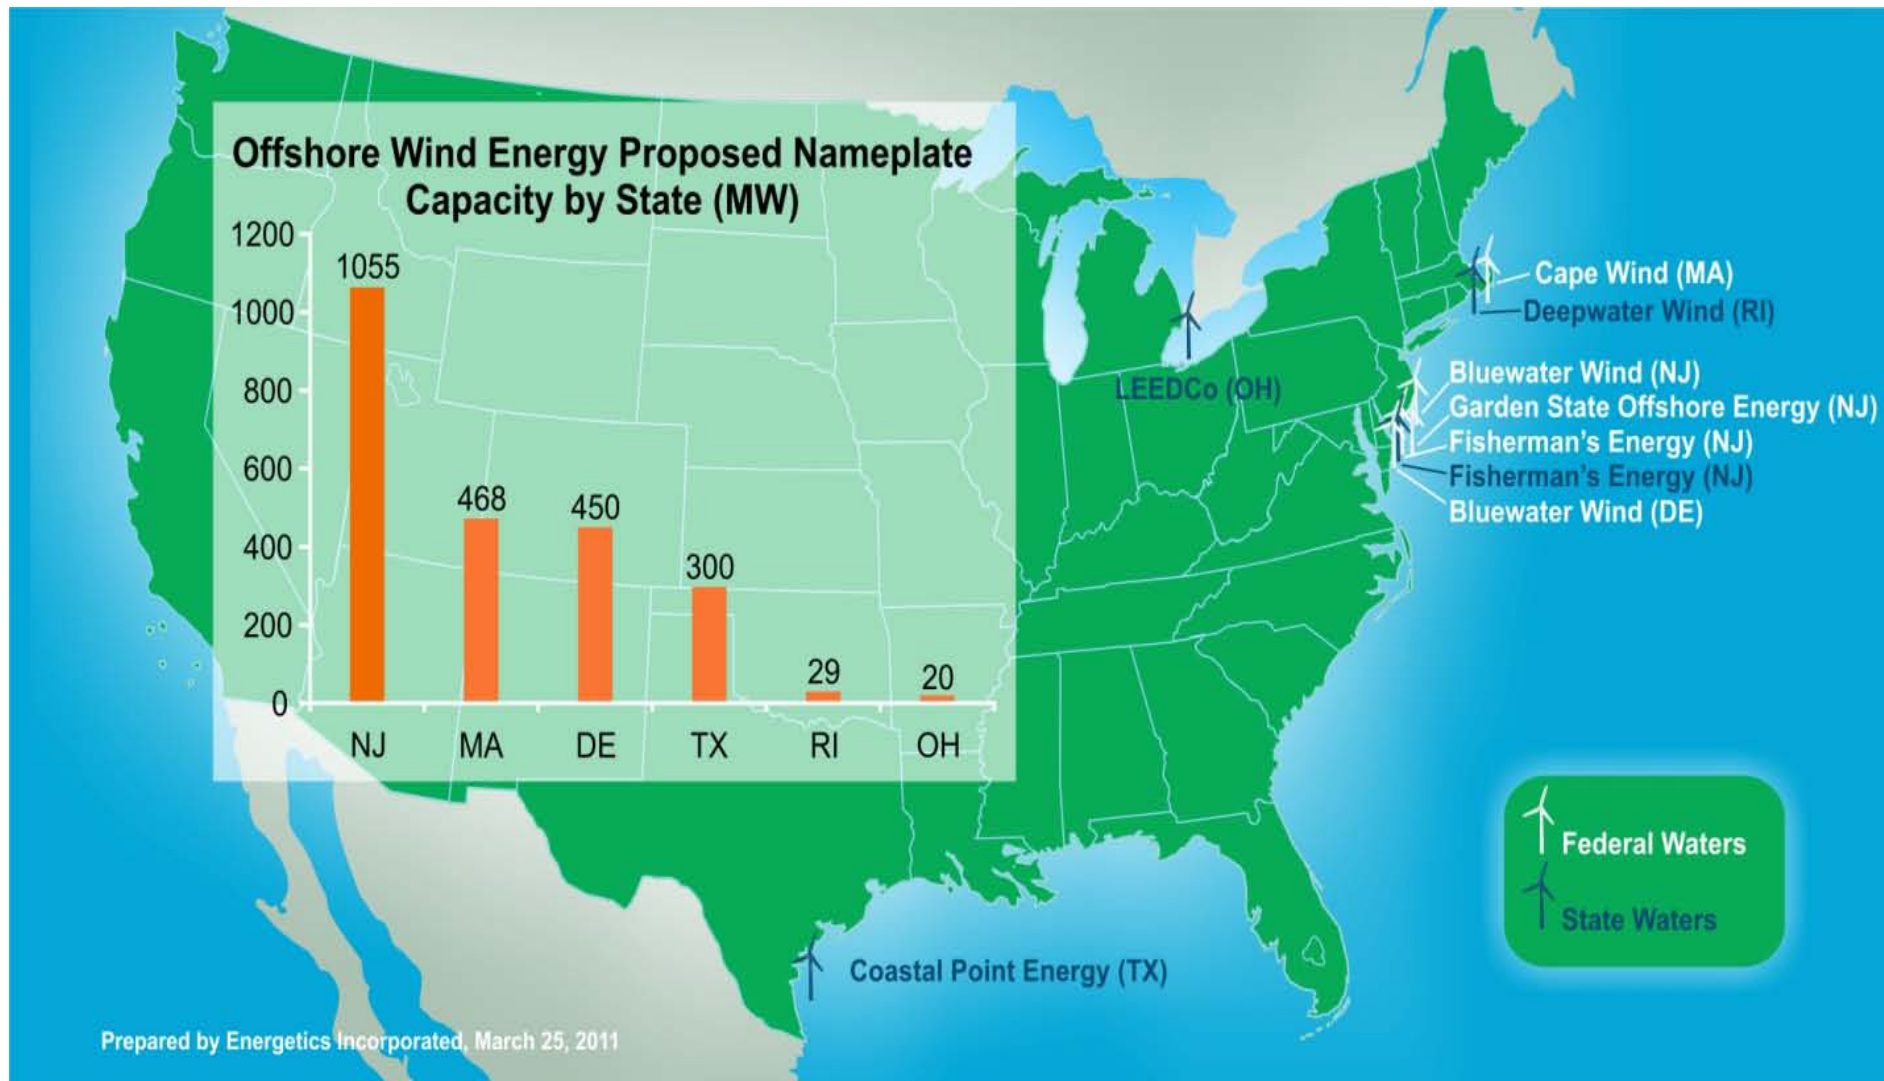 Offshore Wind Energy Proposed Nameplate
Capacity by State (MW)
1200
1000
800
600
400
200
0
1055
468
450
300
29
20
NJ
MA
DE
TX
RI
OH
Cape Wind (MA)
Deepwater Wind (RI)
LEEDCo (OH)
Bluewater Wind (NJ)
Garden State Offshore Energy (NJ)
Fisherman’s Energy (NJ)
Fisherman’s Energy (NJ)
Bluewater Wind (DE)
Federal Waters
State Waters
Coastal Point Energy (TX)
Prepared by Energetics Incorporated, March 25, 2011